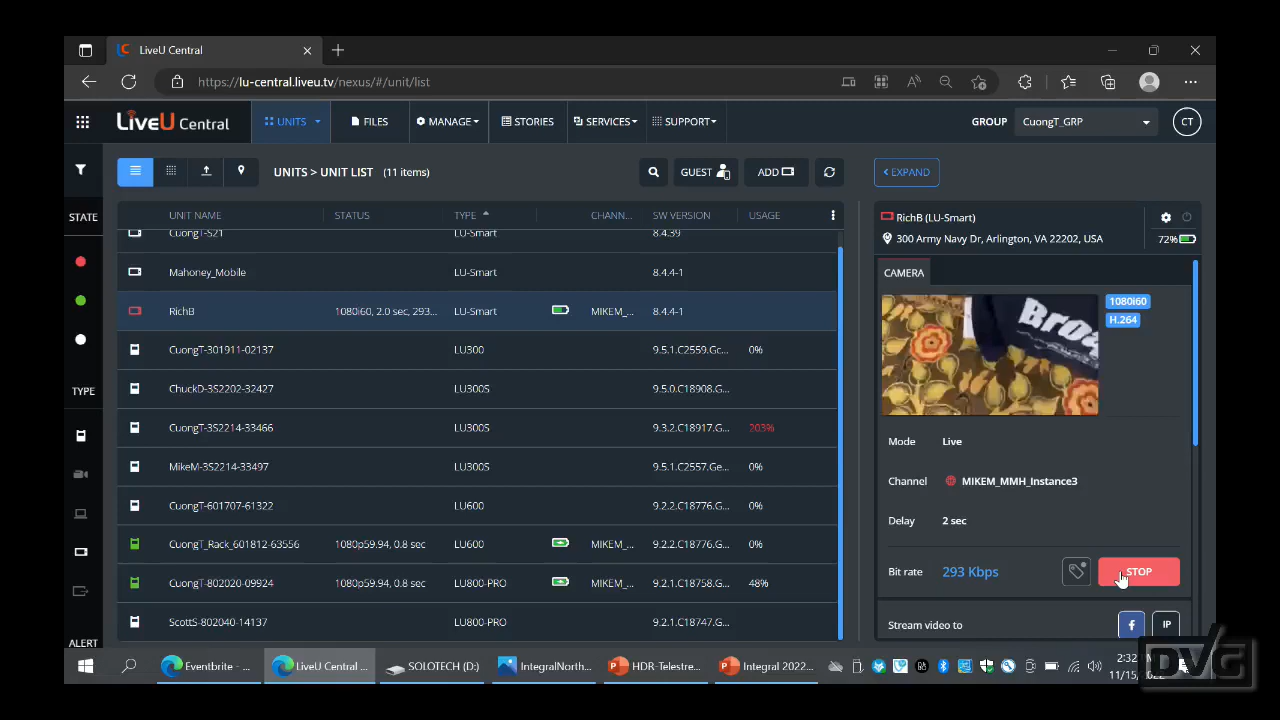 LiveU Central
https://lu-central.liveu.tv/nexus/#/unit/list
LiveU Central
UNITS
FILES
MANAGE
STORIES
SERVICES
SUPPORT
GROUP
CuongT_GRP
CT
UNITS > UNIT LIST (11 items)
GUEST
ADD
< EXPAND
STATE
TYPE
ALERT
UNIT NAME STATUS TYPE CHANN... SW VERSION USAGE
CuongT-S21 LU-Smart 8.4.39
Mahoney_Mobile LU-Smart 8.4.4-1
RichB 1080i60, 2.0 sec, 293... LU-Smart MIKEM_... 8.4.4-1
CuongT-301911-02137 LU300 9.5.1.C2559.Gc... 0%
ChuckD-3S2202-32427 LU300S 9.5.0.C18908.G...
CuongT-3S2214-33466 LU300S 9.3.2.C18917.G... 203%
MikeM-3S2214-33497 LU300S 9.5.1.C2557.Ge... 0%
CuongT-601707-61322 LU600 9.2.2.C18776.G... 0%
CuongT_Rack_601812-63556 1080p59.94, 0.8 sec LU600 MIKEM_... 9.2.2.C18776.G... 0%
CuongT-802020-09924 1080p59.94, 0.8 sec LU800-PRO MIKEM_... 9.2.1.C18758.G... 48%
ScottS-802040-14137 LU800-PRO 9.2.1.C18747.G...
RichB (LU-Smart)
300 Army Navy Dr, Arlington, VA 22202, USA
72%
CAMERA
1080i60
H.264
Mode Live
Channel MIKEM_MMH_Instance3
Delay 2 sec
Bit rate 293 Kbps
STOP
Stream video to
f
IP
Eventbrite - ...
LiveU Central ...
SOLOTECH (D:)
IntegralNorth...
HDR-Telestre...
Integral 2022...
DVG